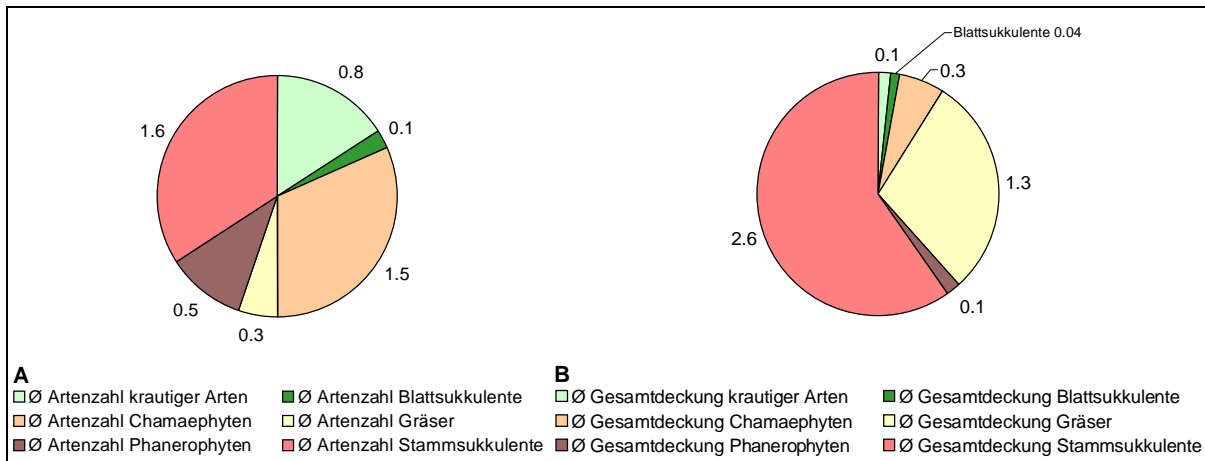 0.8
0.1
1.5
0.3
0.5
1.6
0.1
Blattsukkulente 0.04
0.3
1.3
0.1
2.6
A
Ø Artenzahl krautiger Arten
Ø Artenzahl Blattsukkulente
Ø Artenzahl Chamaephyten
Ø Artenzahl Gräser
Ø Artenzahl Phanerophyten
Ø Artenzahl Stammsukkulente
B
Ø Gesamtdeckung krautiger Arten
Ø Gesamtdeckung Blattsukkulente
Ø Gesamtdeckung Chamaephyten
Ø Gesamtdeckung Gräser
Ø Gesamtdeckung Phanerophyten
Ø Gesamtdeckung Stammsukkulente